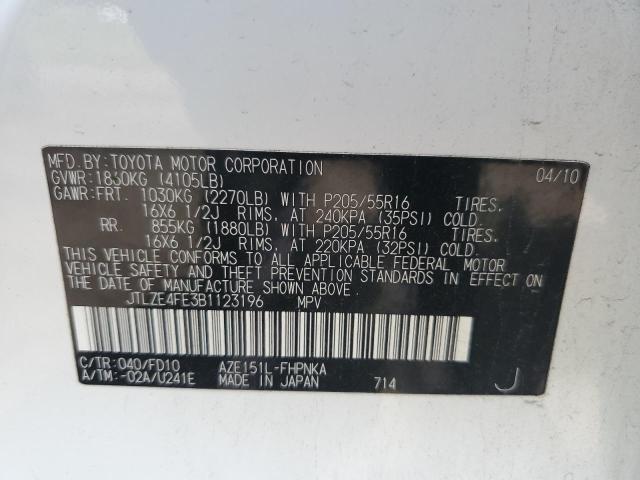 MFD.BY:TOYOTA MOTOR CORPORATION 04/10
GVWR:1860KG (4105LB)
GAWR:FRT. 1030KG (2270LB) WITH P205/55R16 TIRES,
16X6 1/2J RIMS, AT 240KPA (35PSI) COLD.
RR. 855KG (1880LB) WITH P205/55R16 TIRES,
16X6 1/2J RIMS, AT 220KPA (32PSI) COLD.
THIS VEHICLE CONFORMS TO ALL APPLICABLE FEDERAL MOTOR
VEHICLE SAFETY AND THEFT PREVENTION STANDARDS IN EFFECT ON
THE DATE OF MANUFACTURE SHOWN ABOVE.
JTLZE4FE3B1123196 MPV
C/TR:040/FD10 AZE151L-FHPNKA
A/TM:-02A/U241E MADE IN JAPAN 714
J